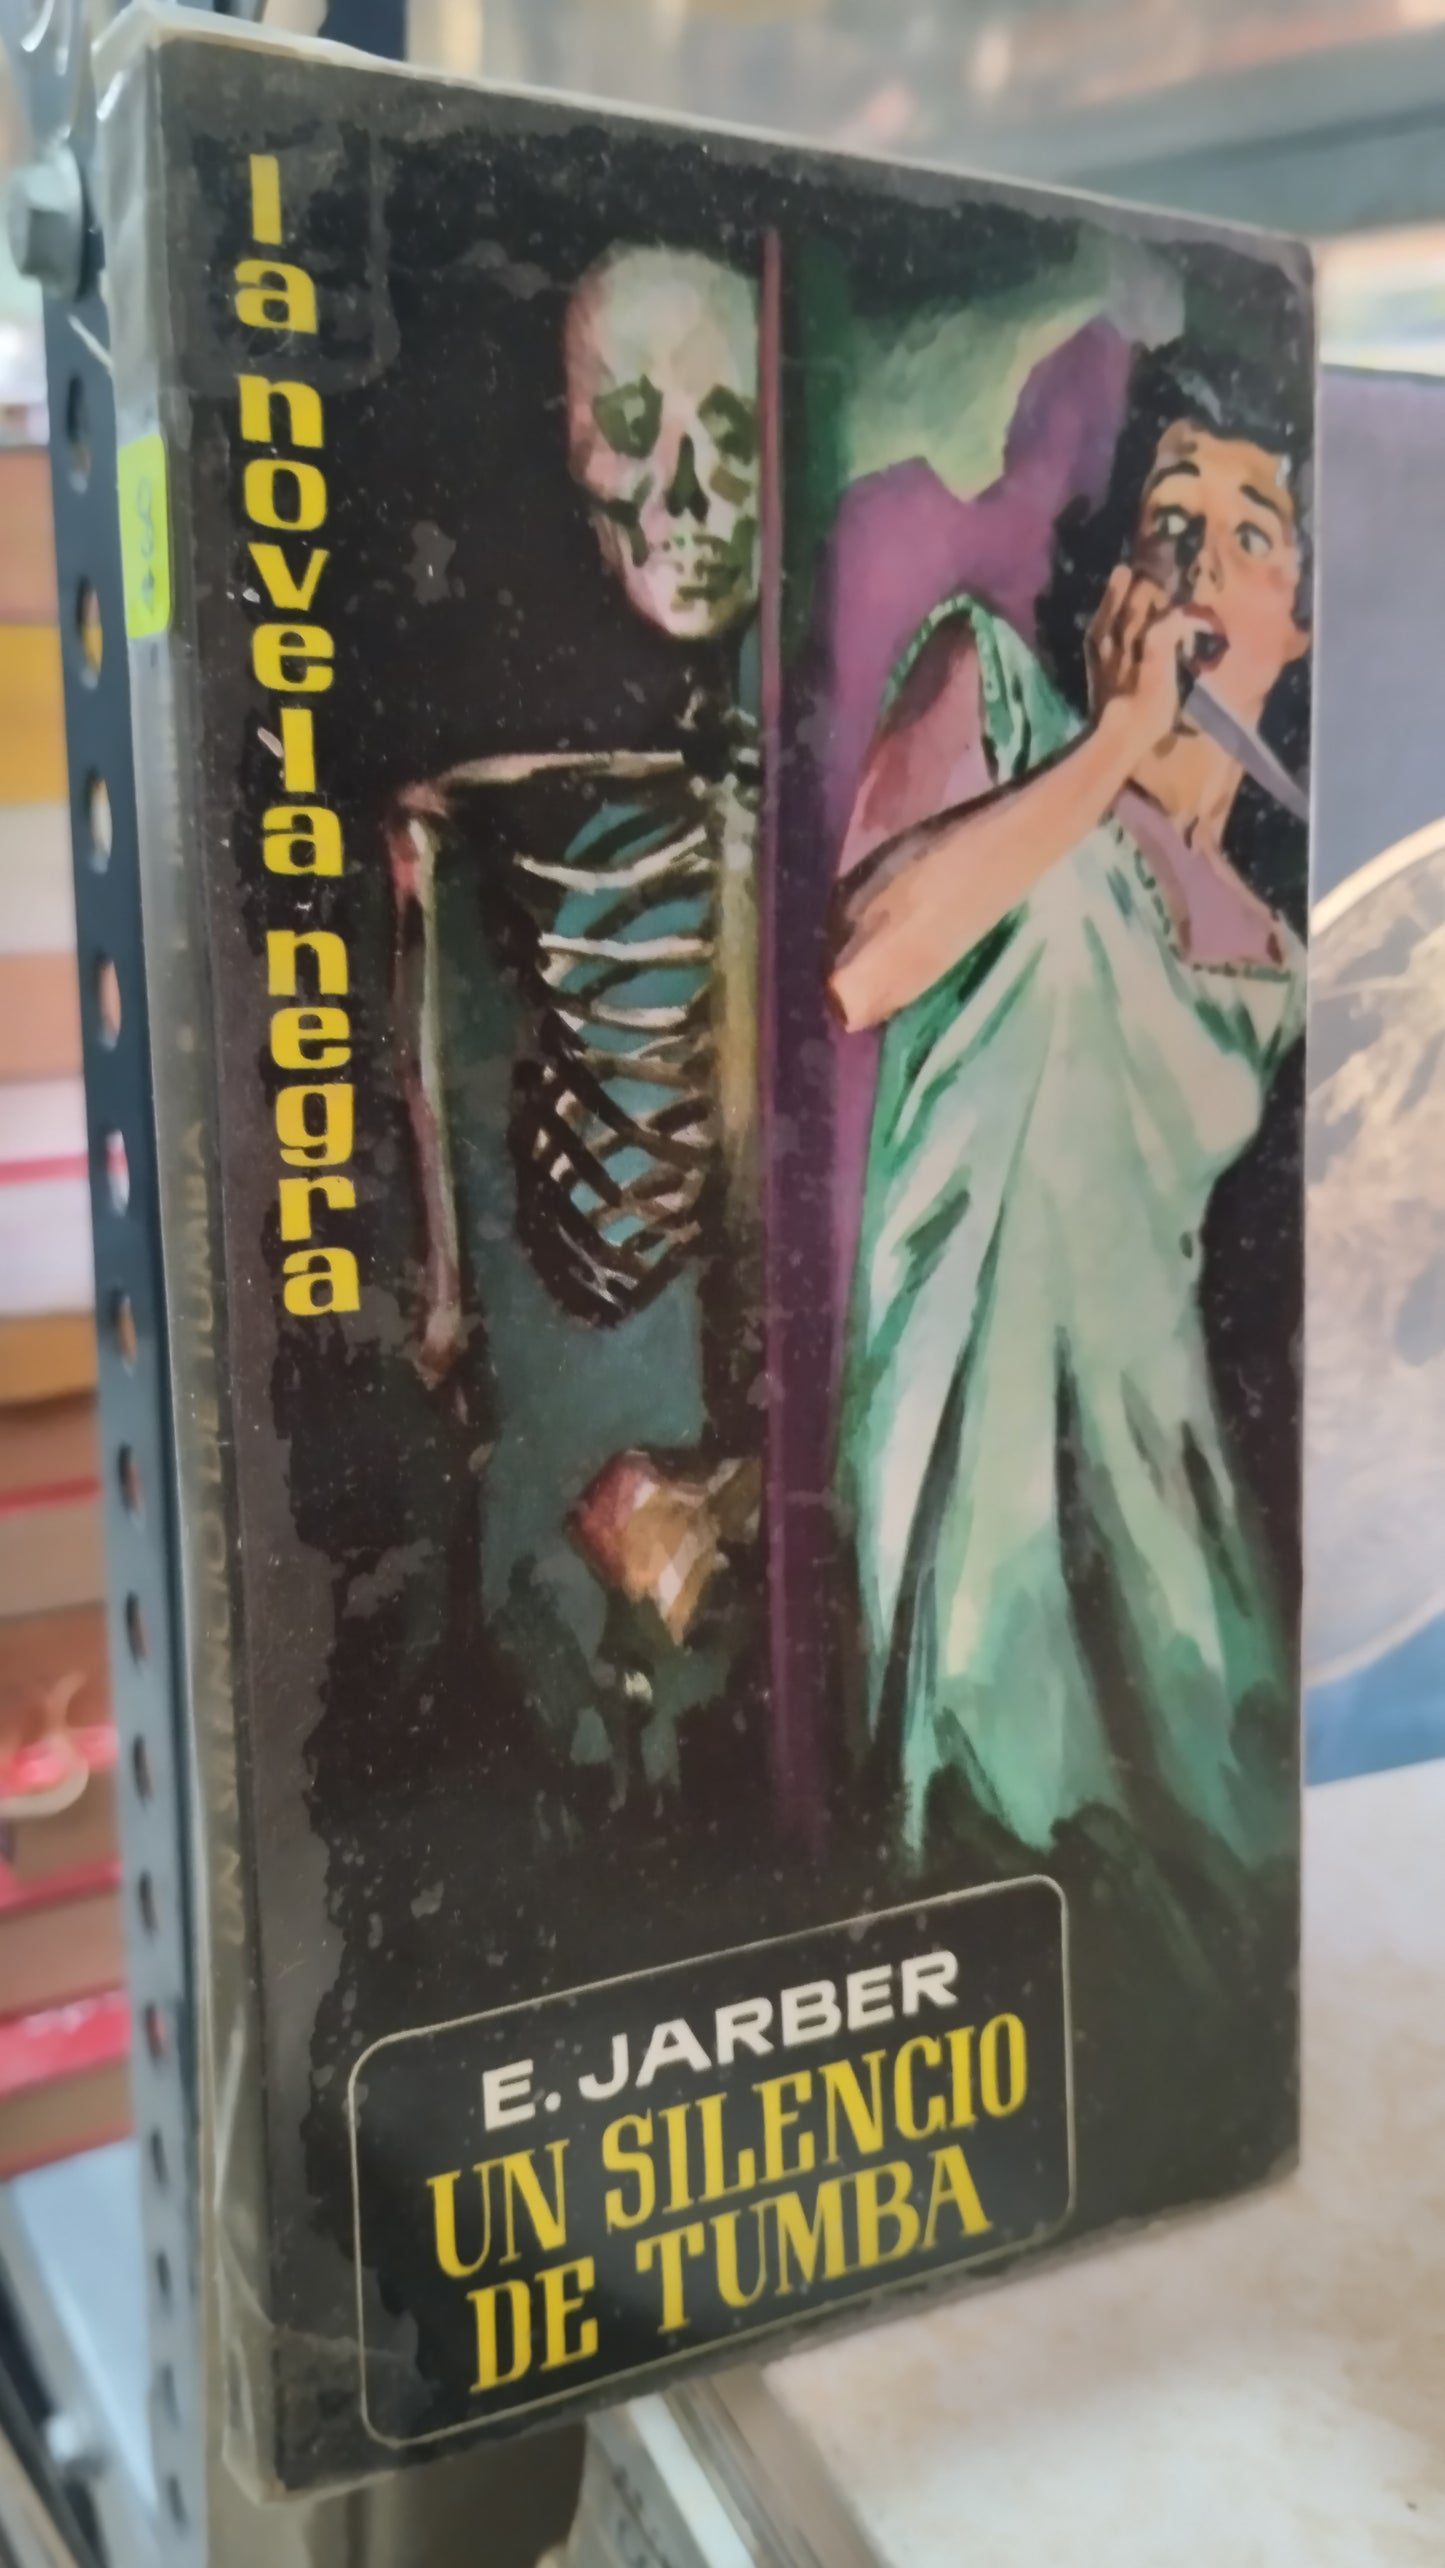 la novela negra
E. JARBER
UN SILENCIO
DE TUMBA